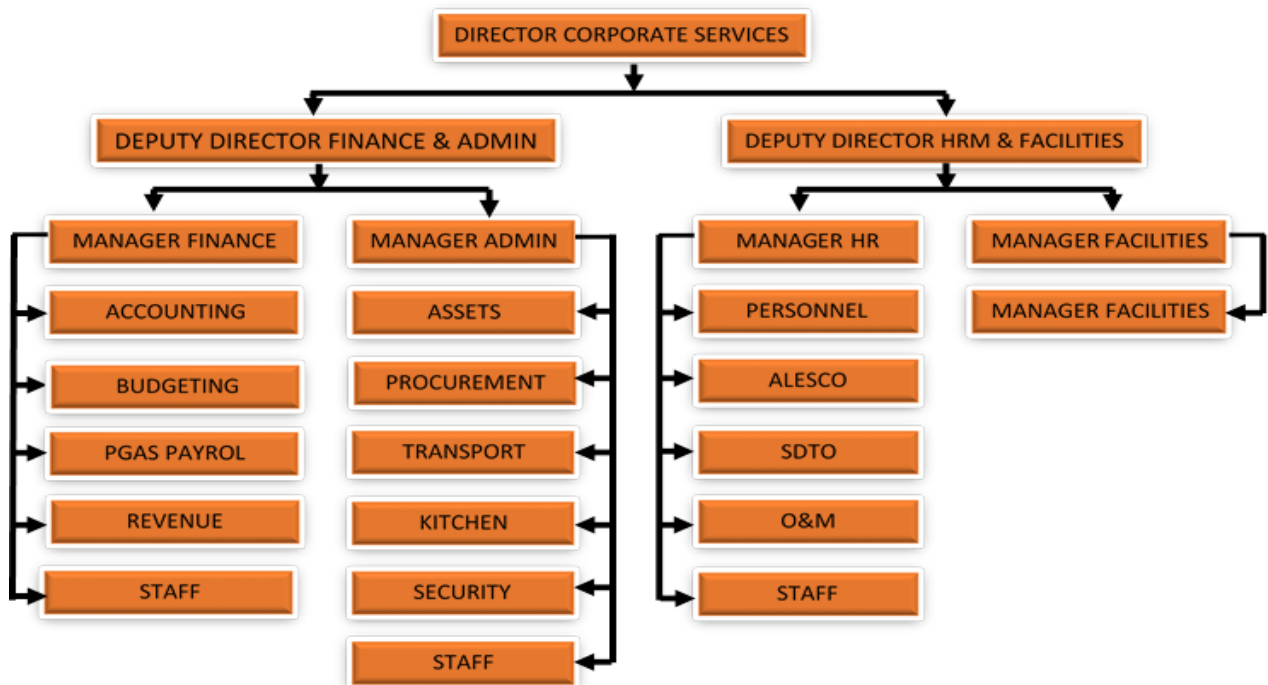 DIRECTOR CORPORATE SERVICES
DEPUTY DIRECTOR FINANCE & ADMIN
DEPUTY DIRECTOR HRM & FACILITIES
MANAGER FINANCE
MANAGER ADMIN
MANAGER HR
MANAGER FACILITIES
ACCOUNTING
ASSETS
PERSONNEL
MANAGER FACILITIES
BUDGETING
PROCUREMENT
ALESCO
PGAS PAYROL
TRANSPORT
SDTO
REVENUE
KITCHEN
O&M
STAFF
SECURITY
STAFF
STAFF